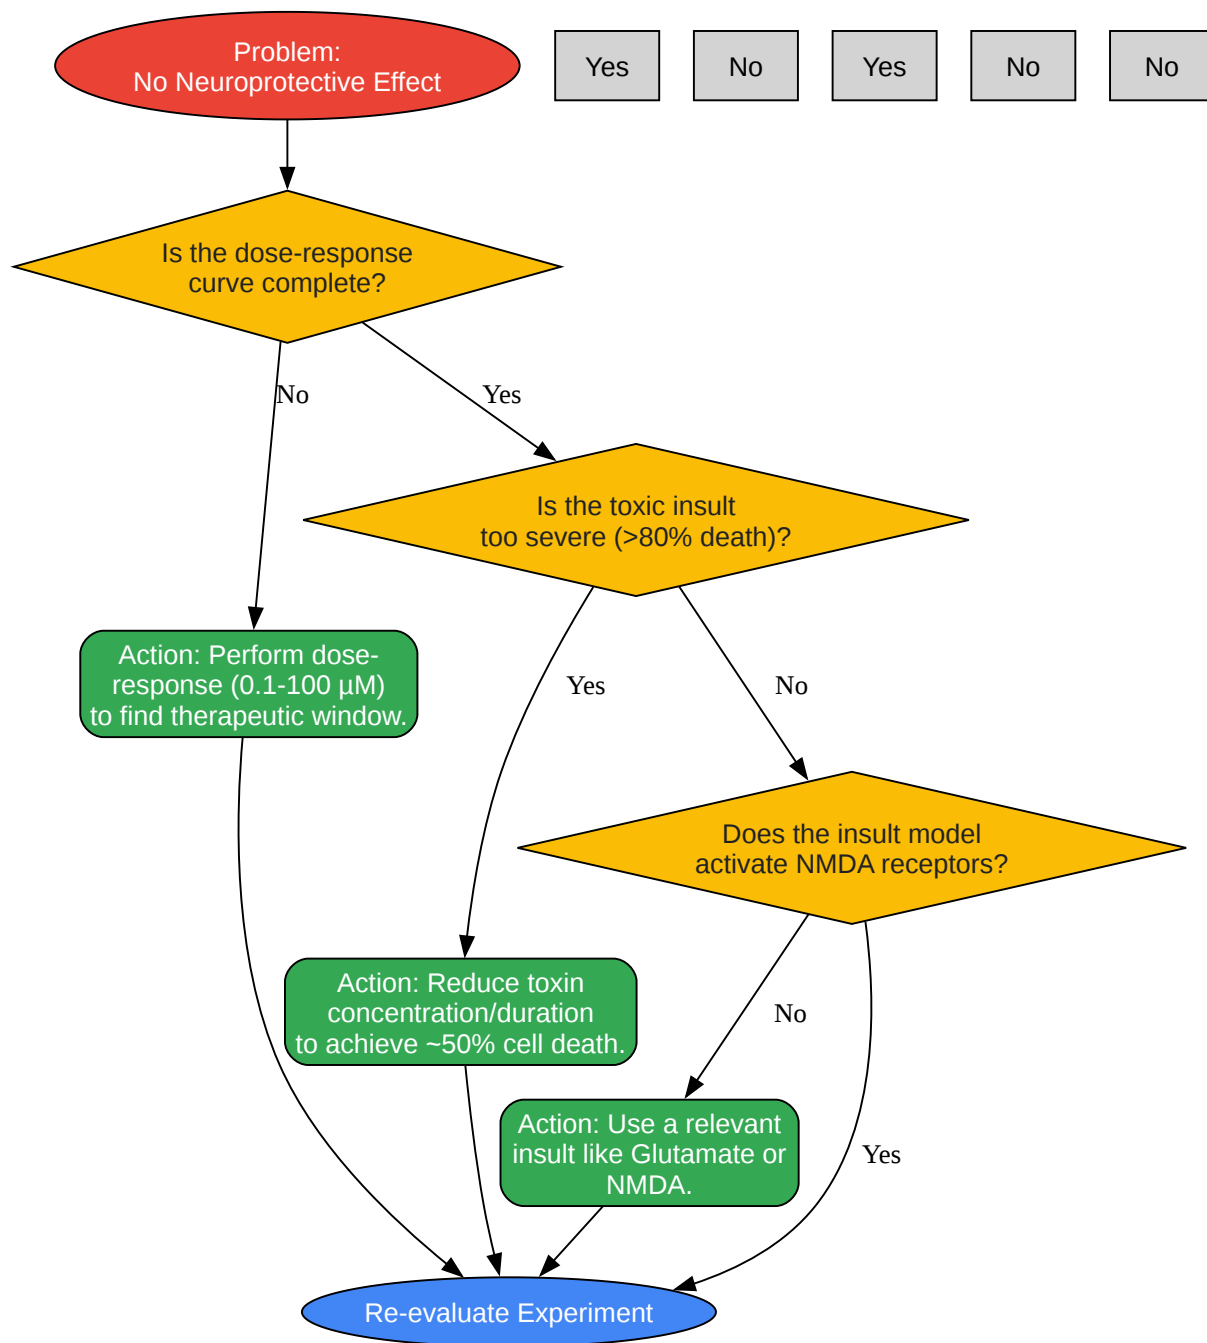 Problem:
No Neuroprotective Effect
Yes
No
Yes
No
No
Is the dose-response
curve complete?
No
Yes
Is the toxic insult
too severe (>80% death)?
Action: Perform dose-
response (0.1-100 µM)
to find therapeutic window.
Yes
No
Does the insult model
activate NMDA receptors?
Action: Reduce toxin
concentration/duration
to achieve ~50% cell death.
No
Action: Use a relevant
insult like Glutamate or
NMDA.
Yes
Re-evaluate Experiment